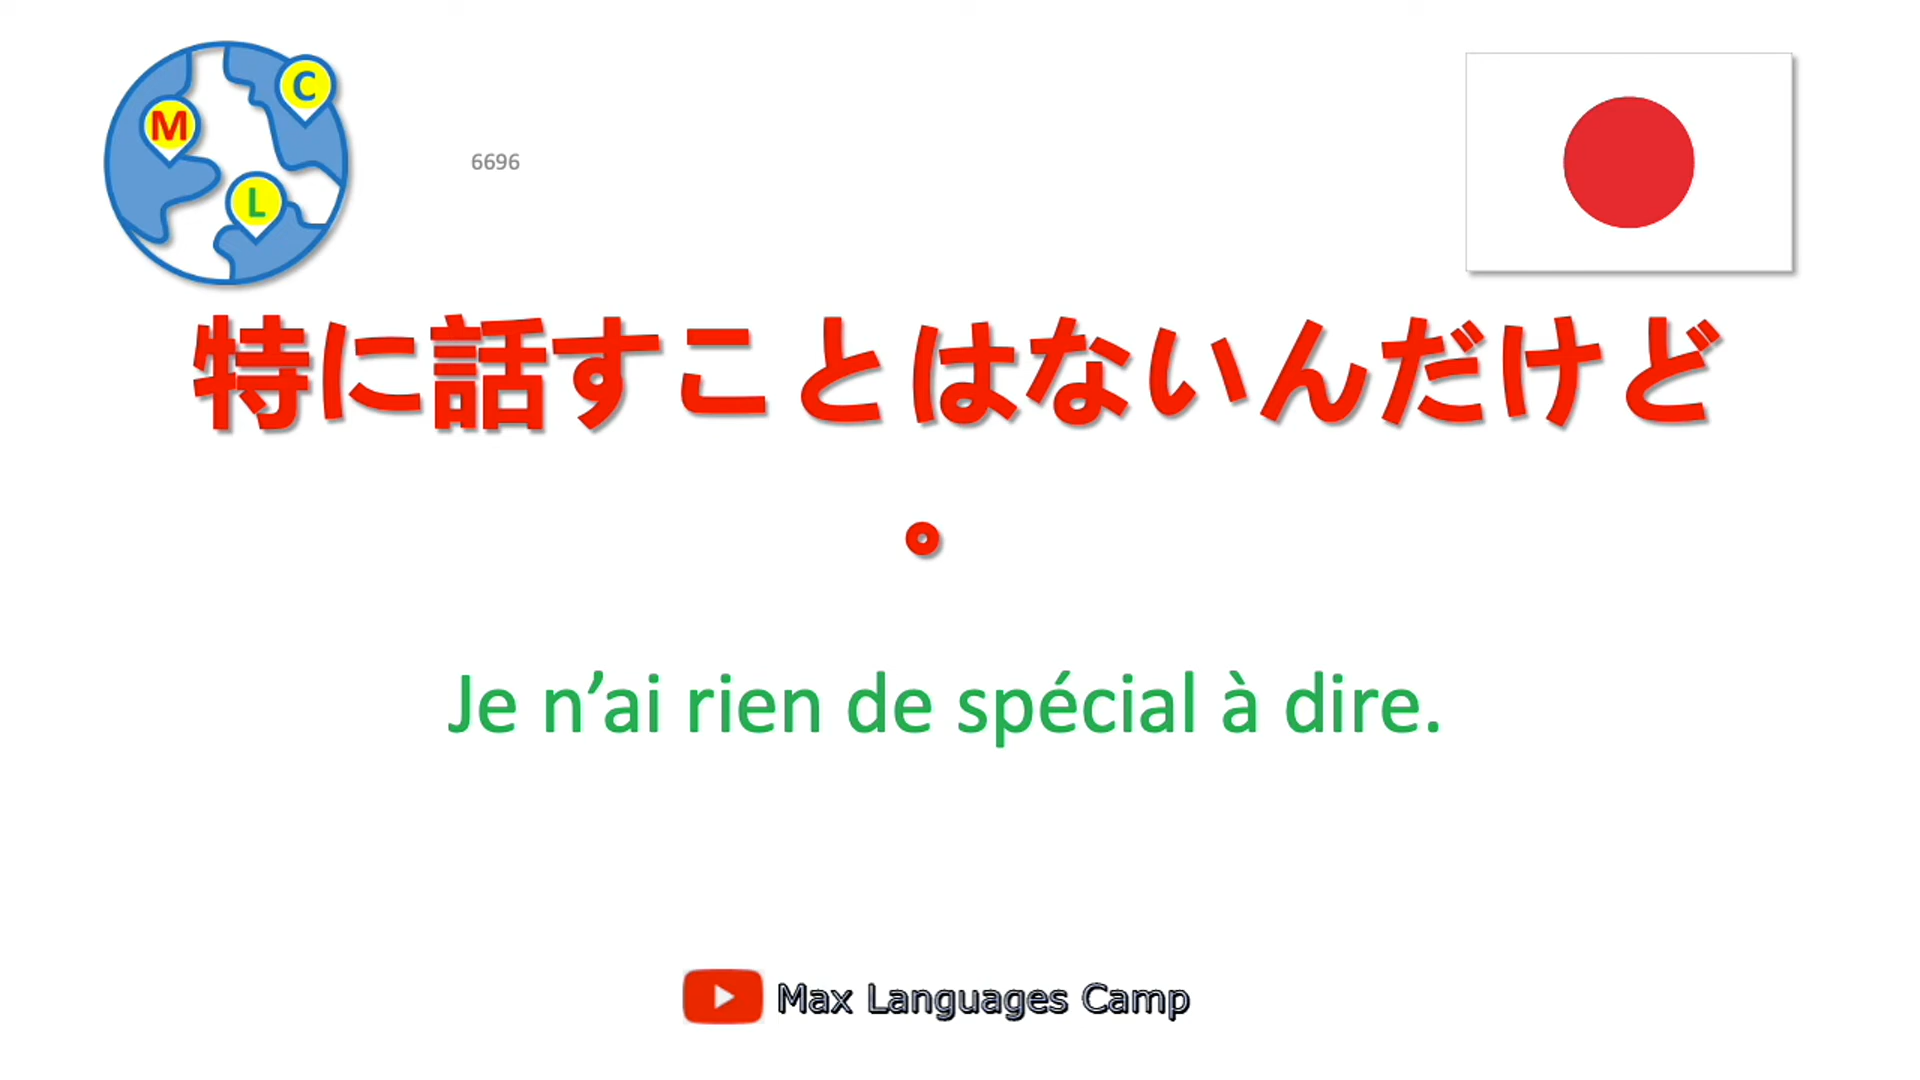 C
M
L
6696
特に話すことはないんだけど
。
Je n’ai rien de spécial à dire.
Max Languages Camp